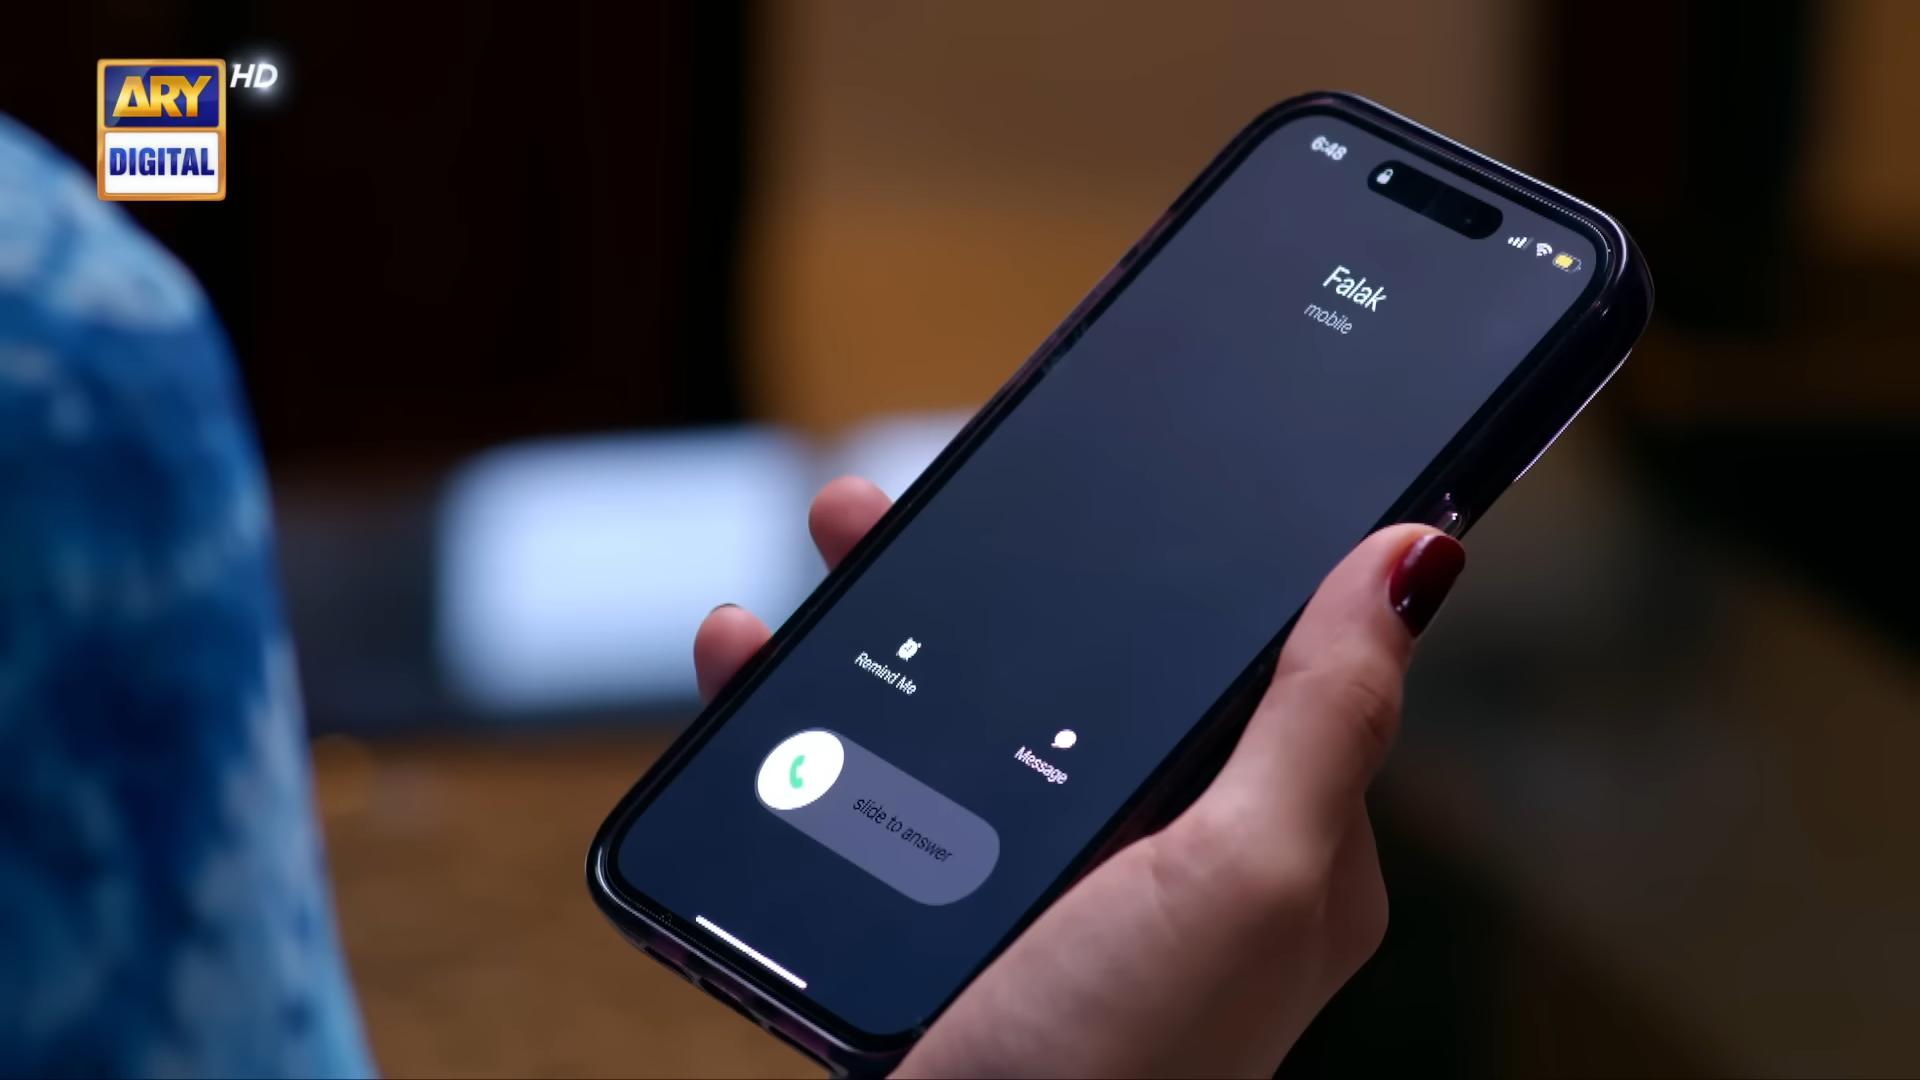 ARY HD
DIGITAL
6:48
Falak
mobile
Remind Me
Message
slide to answer